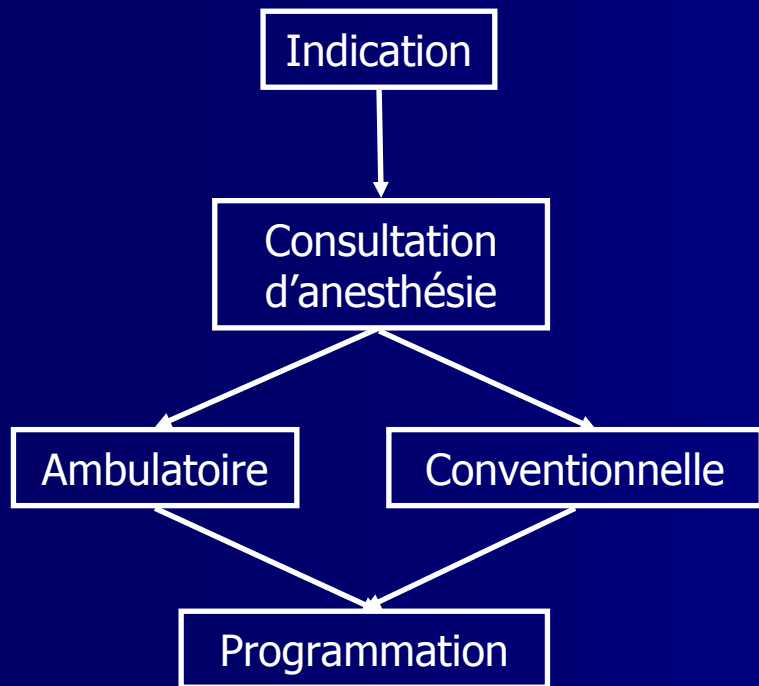 Indication
Consultation
d’anesthésie
Ambulatoire
Conventionnelle
Programmation